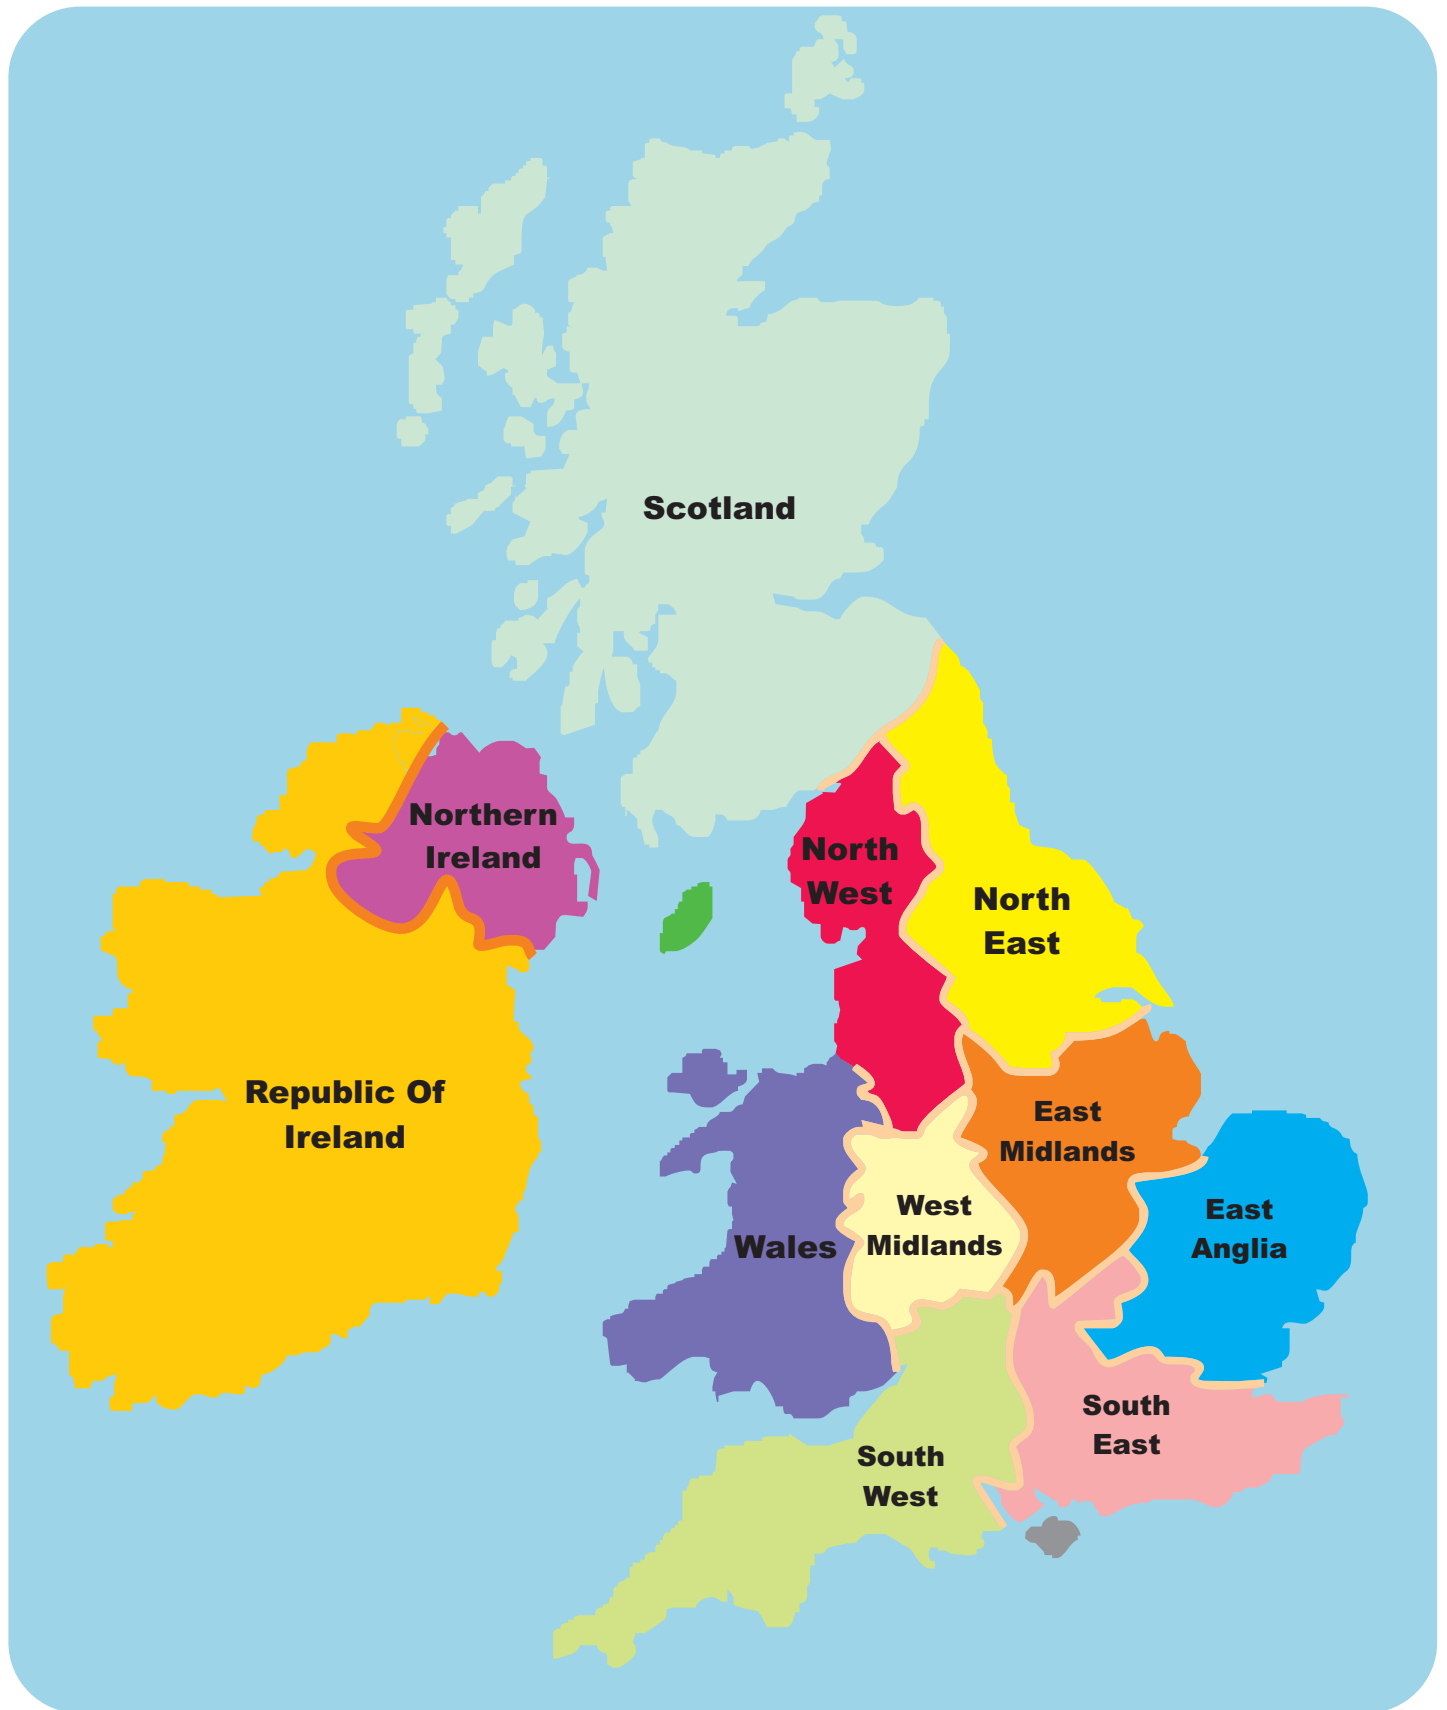 Scotland
Northern
Ireland
North
West
North
East
Republic Of
Ireland
East
Midlands
West
Midlands
Wales
East
Anglia
South
East
South
West